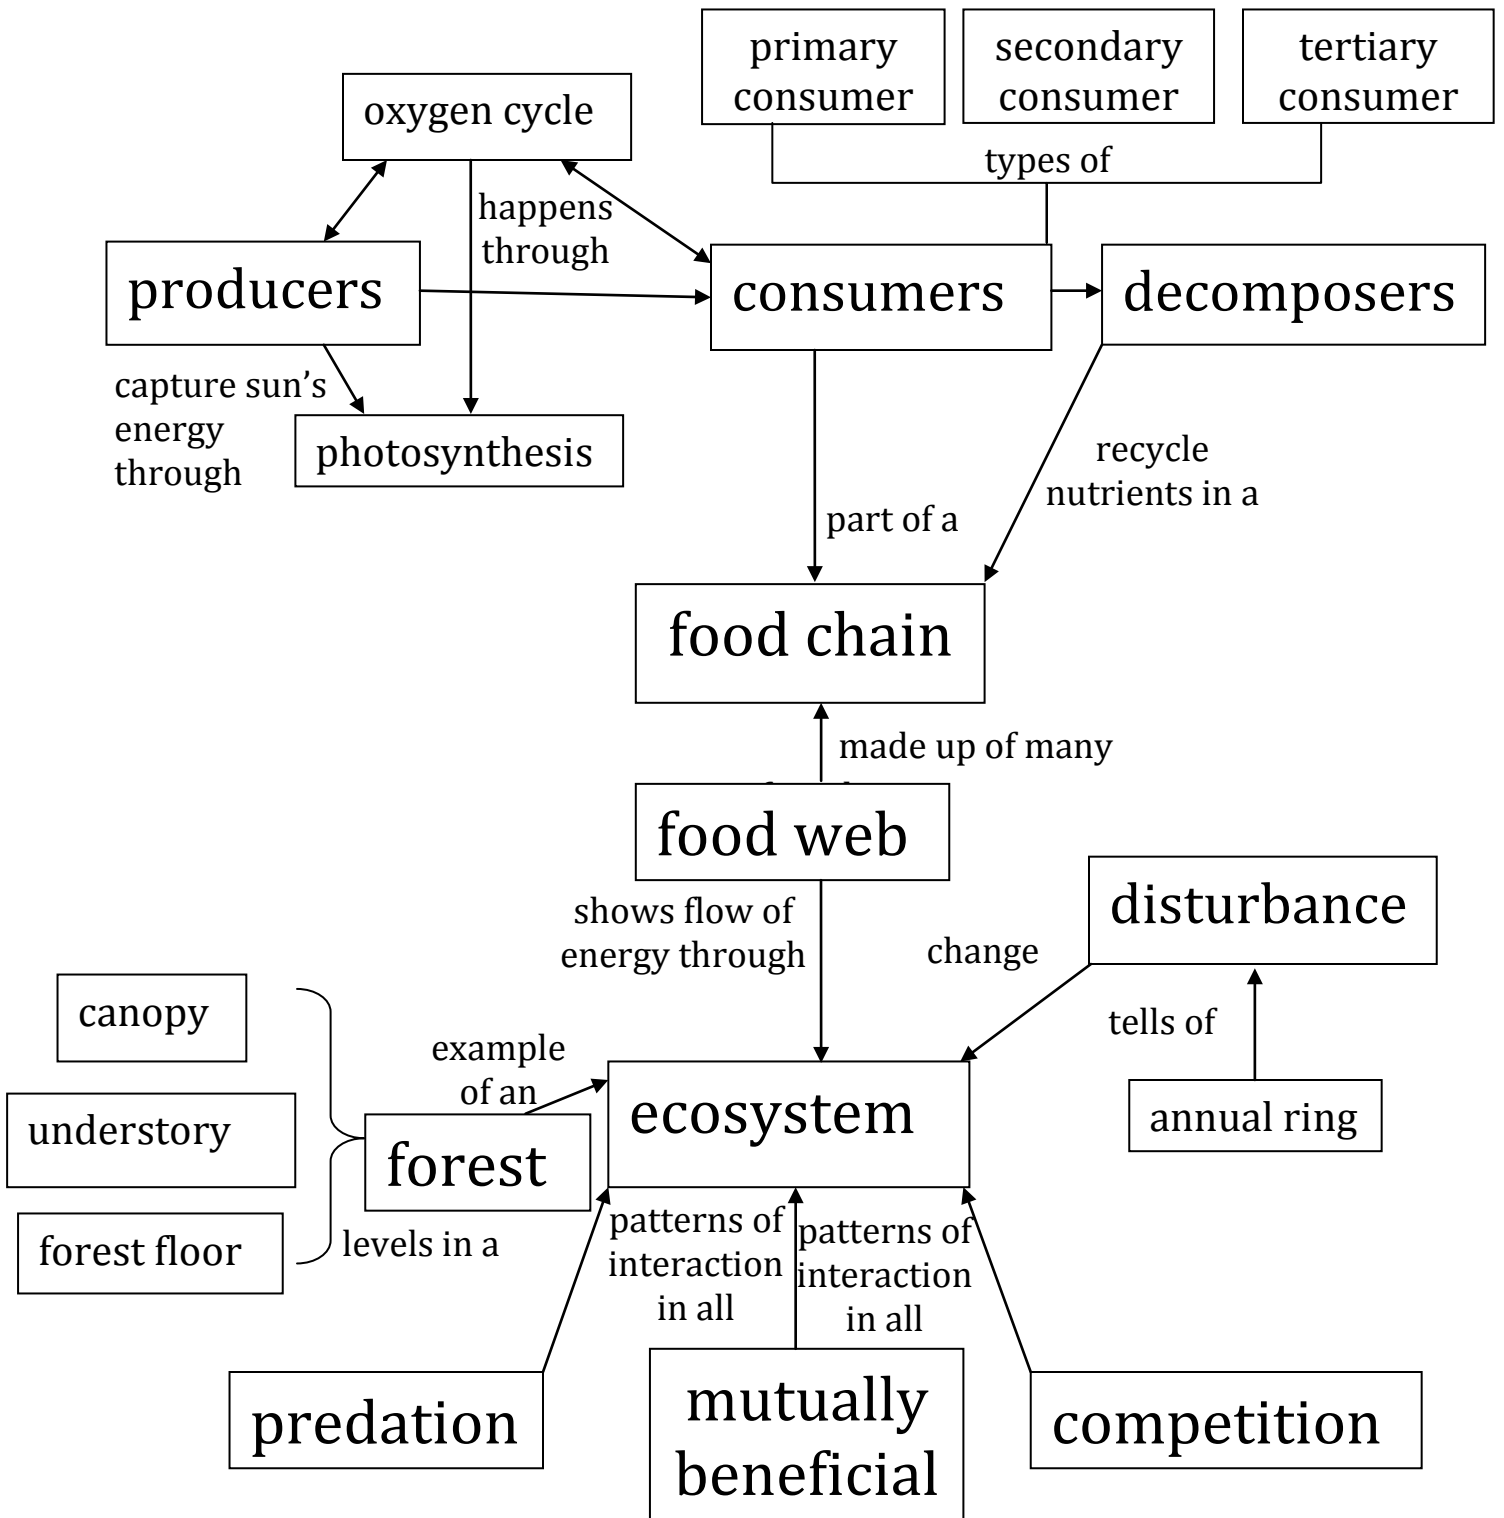 primary
consumer
secondary
consumer
tertiary
consumer
oxygen cycle
types of
happens
through
producers
consumers
decomposers
capture sun's
energy
through
photosynthesis
recycle
nutrients in a
part of a
food chain
made up of many
food web
shows flow of
energy through
disturbance
change
tells of
annual ring
canopy
understory
forest floor
example
of an
forest
levels in a
ecosystem
patterns of
interaction
in all
patterns of
interaction
in all
predation
mutually
beneficial
competition